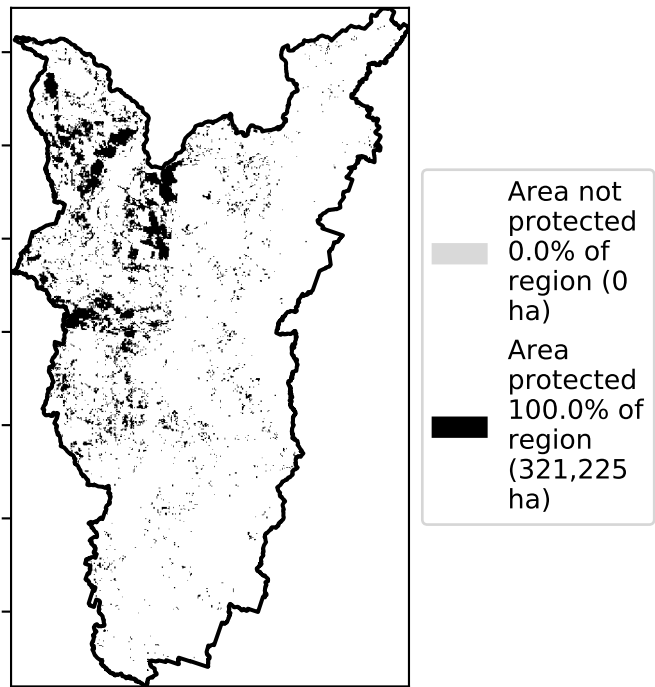 Area not
protected
0.0% of
region (0
ha)
Area
protected
100.0% of
region
(321,225
ha)